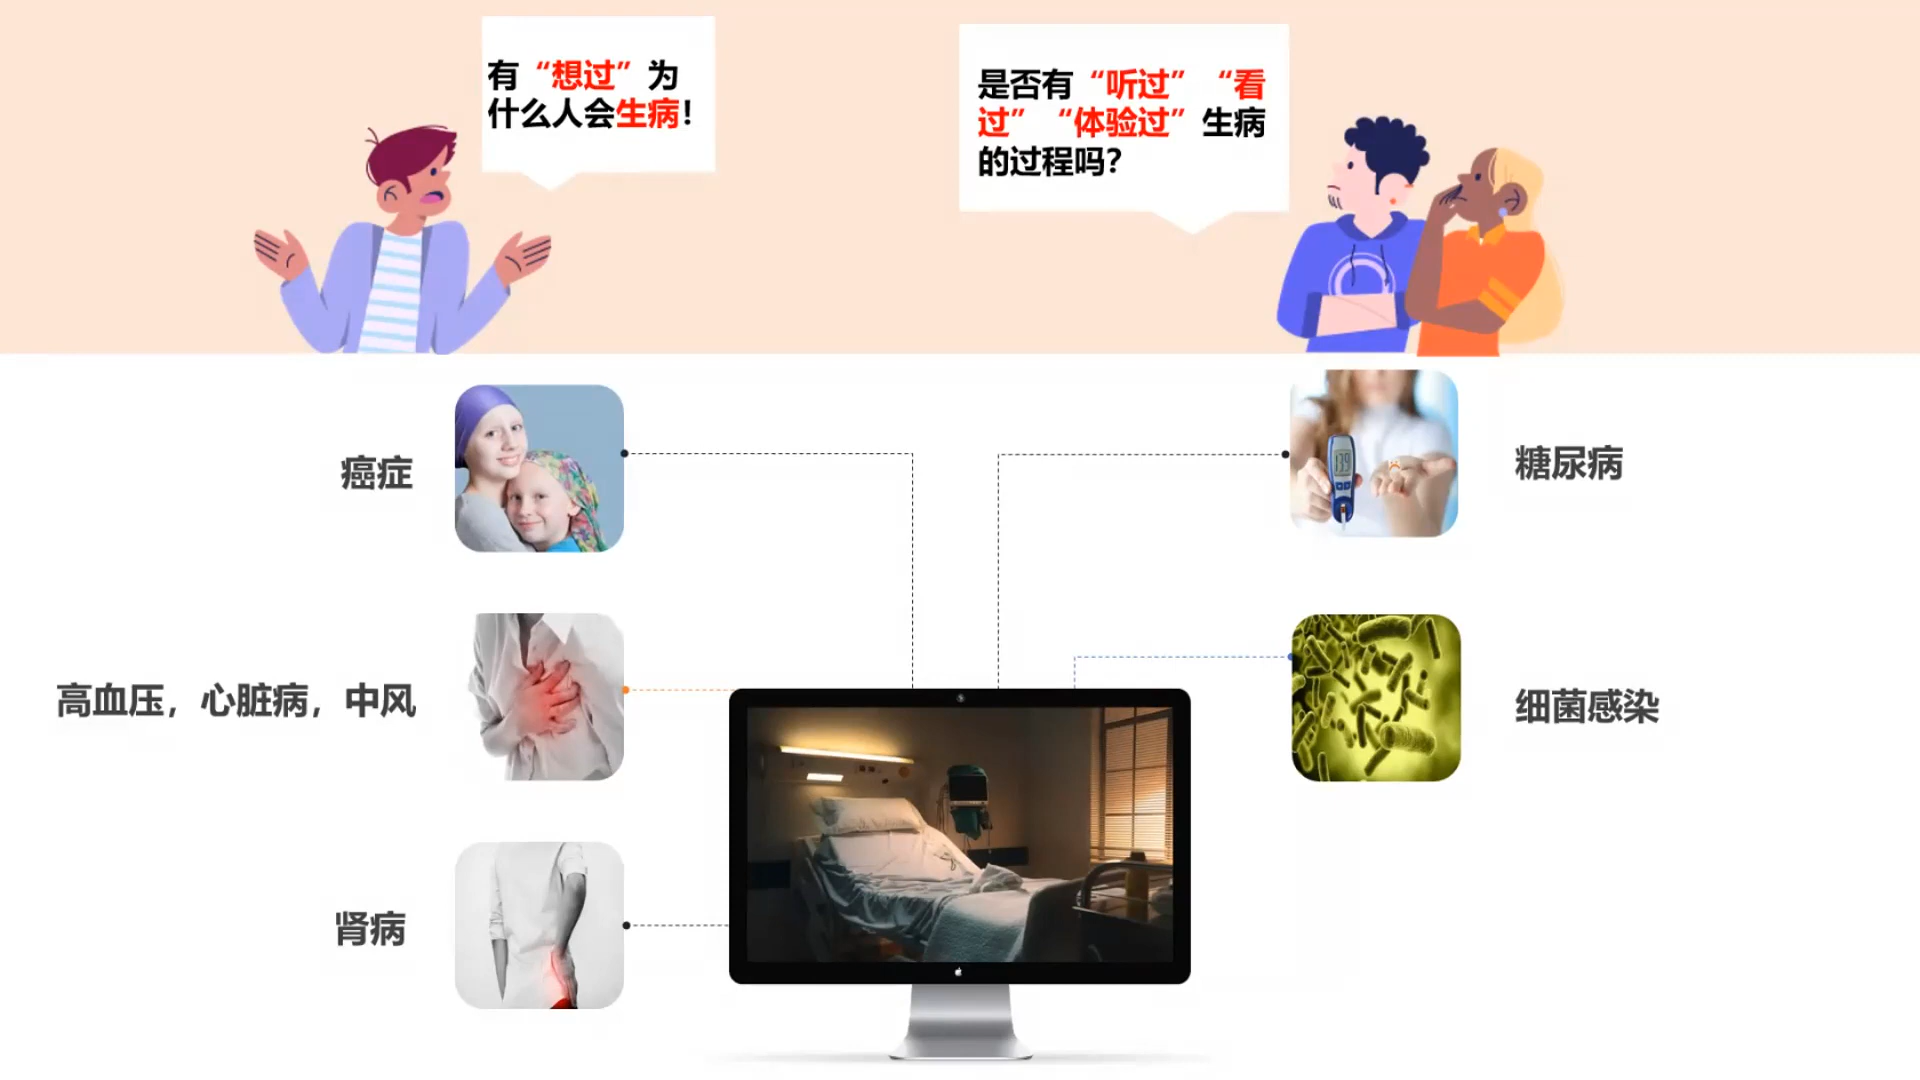 有“想过”为
什么人会生病！
是否有“听过” “看
过” “体验过”生病
的过程吗？
癌症
糖尿病
139
高血压，心脏病，中风
细菌感染
肾病